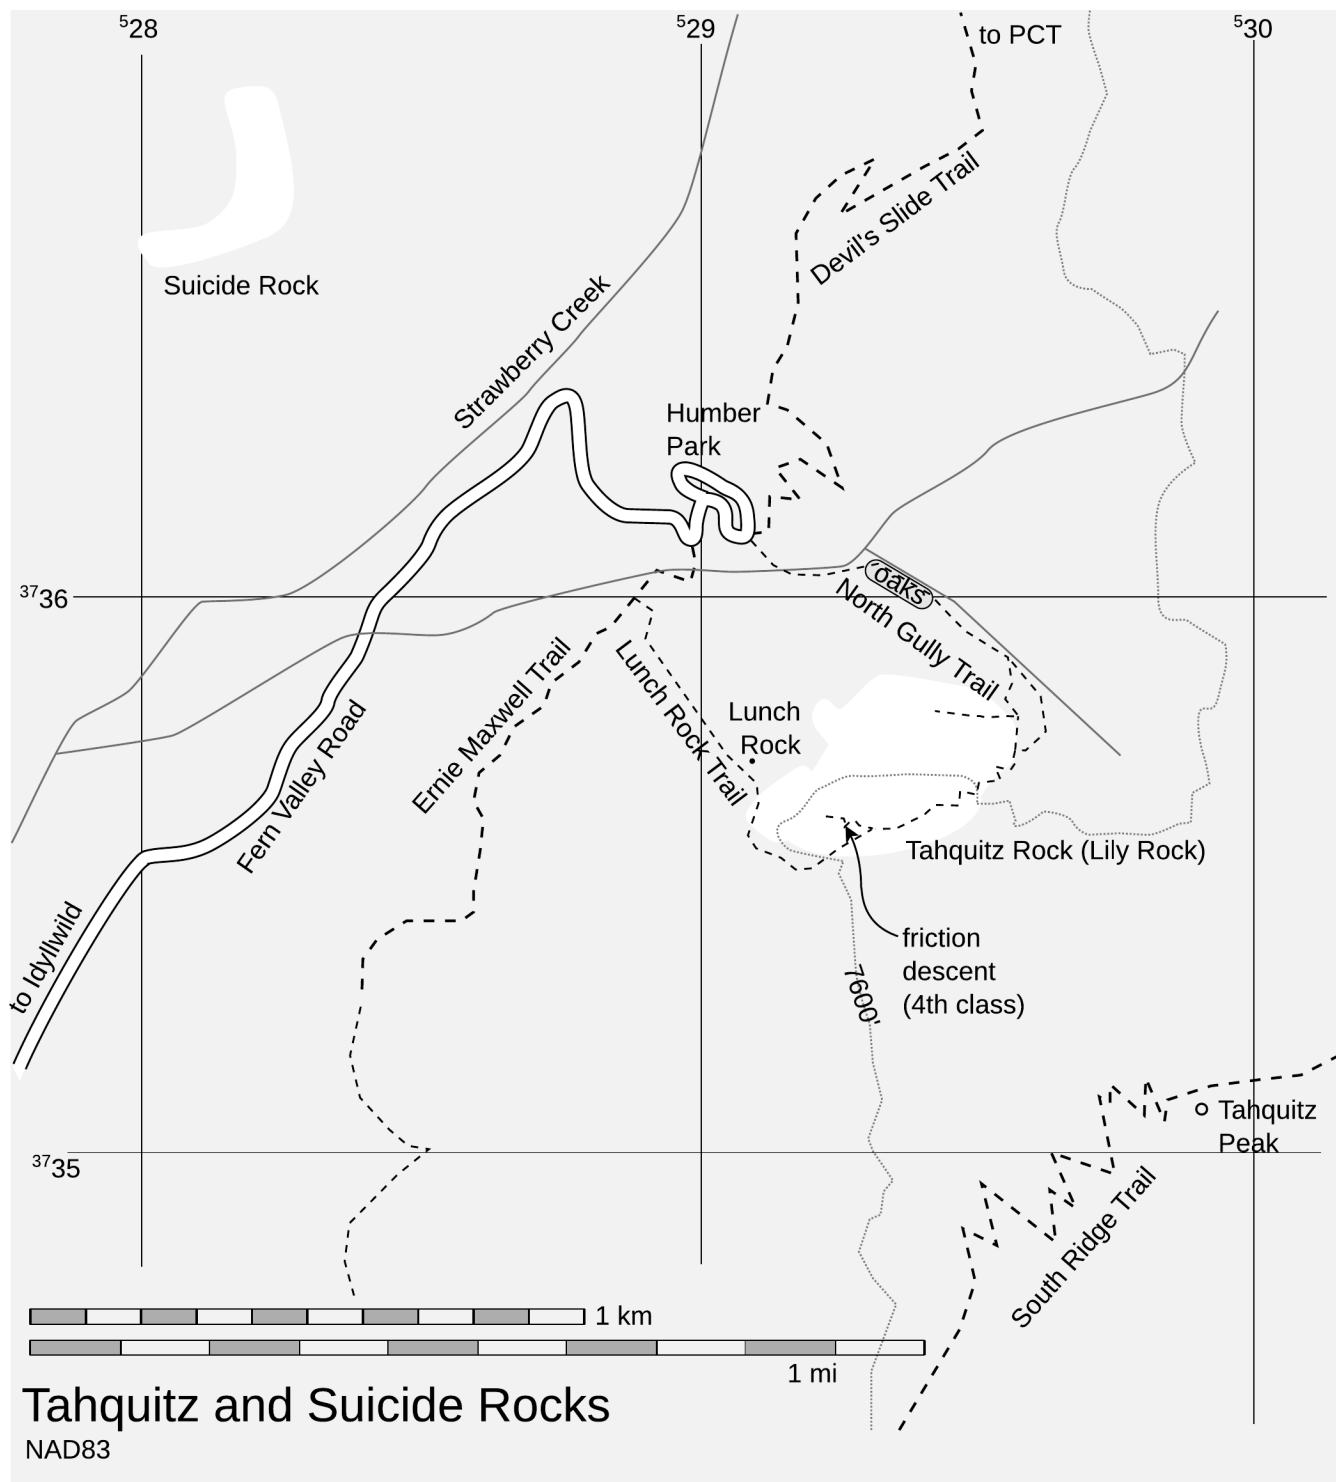 528
529
530
to PCT
Devil's Slide Trail
Suicide Rock
Strawberry Creek
Humber
Park
oaks
3736
North Gully Trail
Ernie Maxwell Trail
Lunch Rock Trail
Lunch
Rock
Fern Valley Road
Tahquitz Rock (Lily Rock)
to Idyllwild
friction
descent
(4th class)
7600'
Tahquitz
Peak
3735
South Ridge Trail
1 km
1 mi
Tahquitz and Suicide Rocks
NAD83